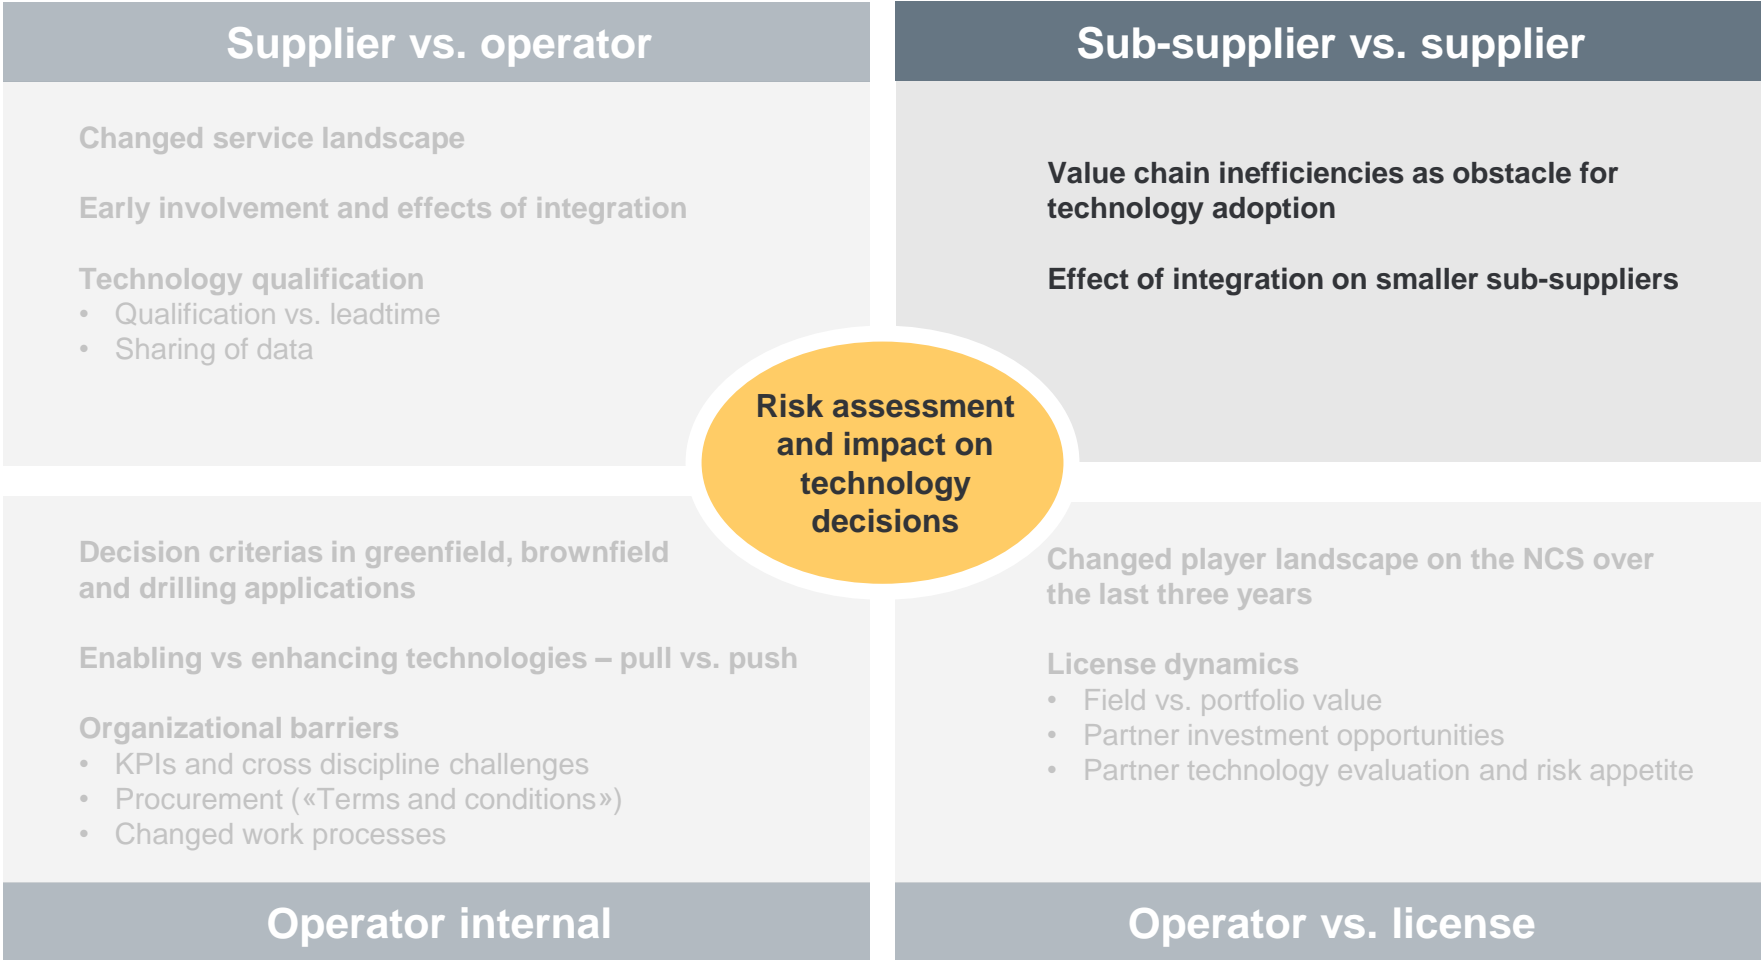 Supplier vs. operator
Changed service landscape
Early involvement and effects of integration
Technology qualification
• Qualification vs. leadtime
• Sharing of data
Sub-supplier vs. supplier
Value chain inefficiencies as obstacle for
technology adoption
Effect of integration on smaller sub-suppliers
Risk assessment
and impact on
technology
decisions
Decision criterias in greenfield, brownfield
and drilling applications
Enabling vs enhancing technologies – pull vs. push
Organizational barriers
• KPIs and cross discipline challenges
• Procurement («Terms and conditions»)
• Changed work processes
Operator internal
Changed player landscape on the NCS over
the last three years
License dynamics
• Field vs. portfolio value
• Partner investment opportunities
• Partner technology evaluation and risk appetite
Operator vs. license